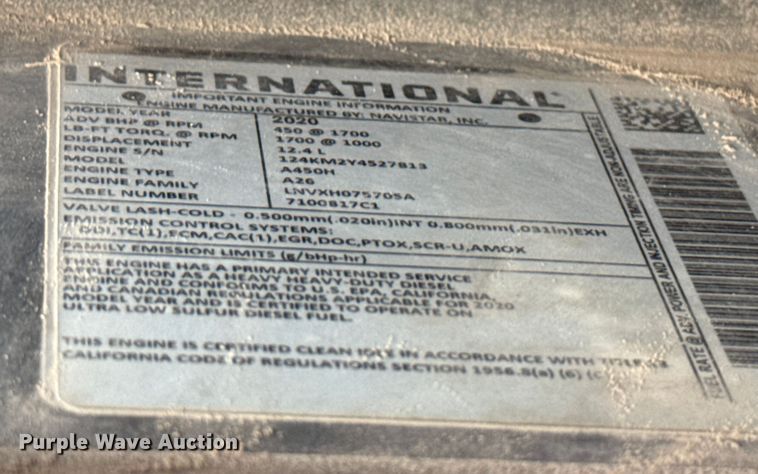 INTERNATIONAL
IMPORTANT ENGINE INFORMATION
ENGINE MANUFACTURED BY: NAVISTAR, INC.
MODEL YEAR 2020
ADV BHP @ RPM 450 @ 1700
LB-FT TORQ. @ RPM 1700 @ 1000
DISPLACEMENT 12.4 L
ENGINE S/N 124KM2Y4527813
MODEL A450H
ENGINE TYPE A26
ENGINE FAMILY LNVXH07570SA
LABEL NUMBER 7100817C1
VALVE LASH-COLD - 0.500mm(.020in)INT 0.800mm(.031in)EXH
EMISSION CONTROL SYSTEMS:
DDI,TC(1),ECM,CAC(1),EGR,DOC,PTOX,SCR-U,AMOX
FAMILY EMISSION LIMITS (g/bHp-hr)
THIS ENGINE HAS A PRIMARY INTENDED SERVICE
APPLICATION AS A HEAVY HEAVY-DUTY DIESEL
ENGINE AND CONFORMS TO U.S. EPA, CALIFORNIA,
AND CANADIAN REGULATIONS APPLICABLE FOR 2020
MODEL YEAR AND IS CERTIFIED TO OPERATE ON
ULTRA LOW SULFUR DIESEL FUEL.
THIS ENGINE IS CERTIFIED CLEAN IDLE IN ACCORDANCE WITH
CALIFORNIA CODE OF REGULATIONS SECTION 1956.8(a) (6) (C)
FUEL RATE @ ADV. POWER AND INJECTION TIMING ARE NON-ADJUSTABLE
Purple Wave Auction